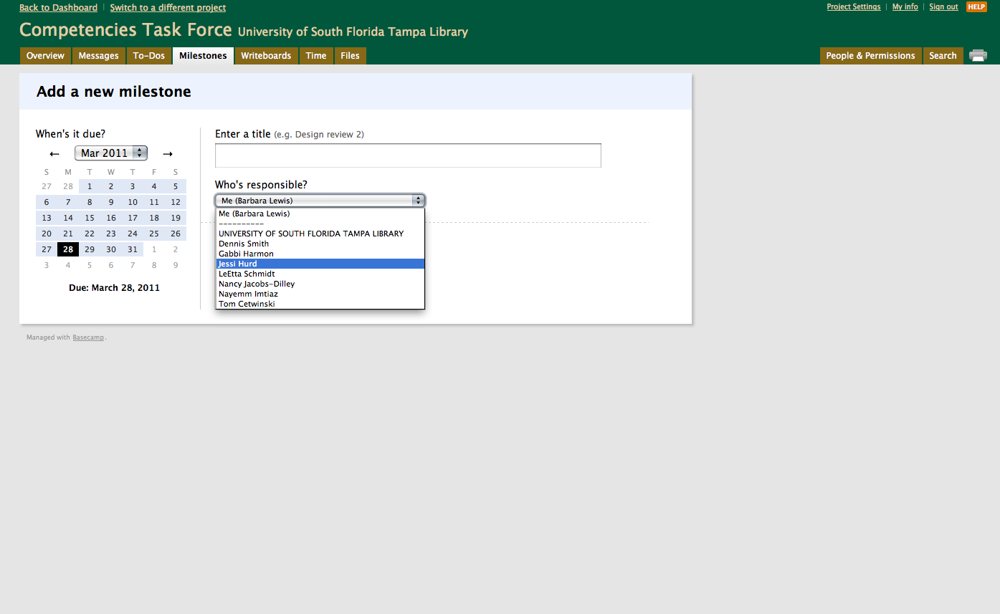 Back to Dashboard | Switch to a different project
Project Settings | My info | Sign out HELP
Competencies Task Force University of South Florida Tampa Library
Overview Messages To-Dos Milestones Writeboards Time Files People & Permissions Search
Add a new milestone
When's it due?
← Mar 2011 →
S M T W T F S
27 28 1 2 3 4 5
6 7 8 9 10 11 12
13 14 15 16 17 18 19
20 21 22 23 24 25 26
27 28 29 30 31 1 2
3 4 5 6 7 8 9
Due: March 28, 2011
Enter a title (e.g. Design review 2)
Who's responsible?
Me (Barbara Lewis)
Me (Barbara Lewis)
----------
UNIVERSITY OF SOUTH FLORIDA TAMPA LIBRARY
Dennis Smith
Gabbi Harmon
Jessi Hurd
LeEtta Schmidt
Nancy Jacobs-Dilley
Nayemm Imtiaz
Tom Cetwinski
Managed with Basecamp.